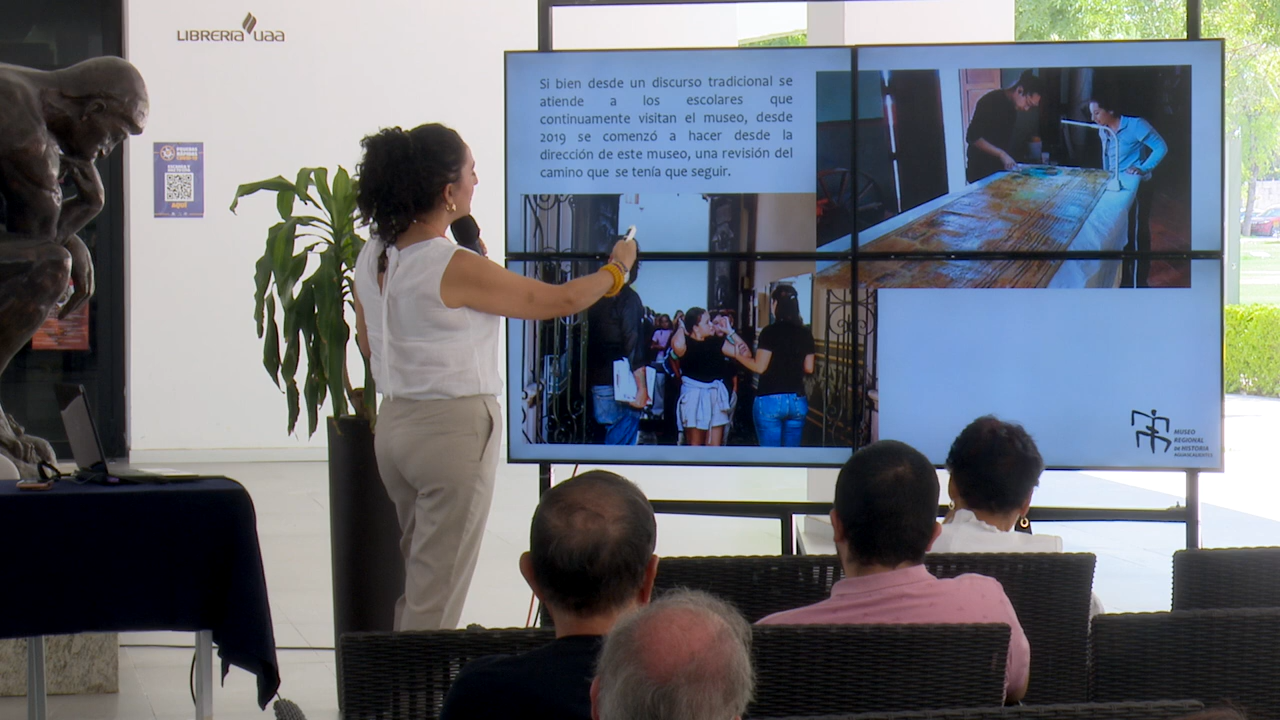 LIBRERÍA UAA
Si bien desde un discurso tradicional se
atiende a los escolares que
continuamente visitan el museo, desde
2019 se comenzó a hacer desde la
dirección de este museo, una revisión del
camino que se tenía que seguir.
AQUÍ
MUSEO
REGIONAL
DE HISTORIA
AGUASCALIENTES